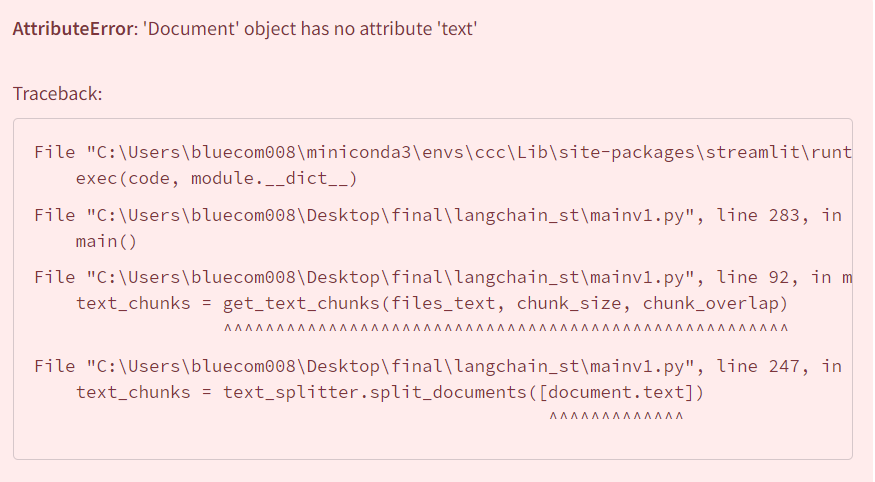 AttributeError: 'Document' object has no attribute 'text'
Traceback:
File "C:\Users\bluecom008\miniconda3\envs\ccc\Lib\site-packages\streamlit\runt
exec(code, module.__dict__)
File "C:\Users\bluecom008\Desktop\final\langchain_st\mainv1.py", line 283, in
main()
File "C:\Users\bluecom008\Desktop\final\langchain_st\mainv1.py", line 92, in m
text_chunks = get_text_chunks(files_text, chunk_size, chunk_overlap)
^^^^^^^^^^^^^^^^^^^^^^^^^^^^^^^^^^^^^^^^^^^^^^^^^^^^^^
File "C:\Users\bluecom008\Desktop\final\langchain_st\mainv1.py", line 247, in
text_chunks = text_splitter.split_documents([document.text])
^^^^^^^^^^^^^